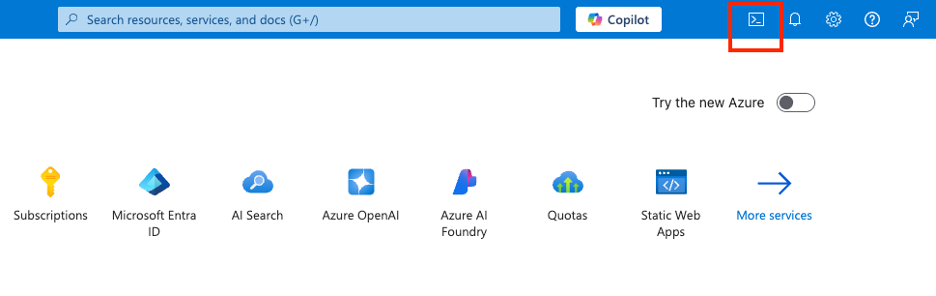 Search resources, services, and docs (G+/)
Copilot
Try the new Azure
Subscriptions
Microsoft Entra
ID
AI Search
Azure OpenAI
Azure AI
Foundry
Quotas
Static Web
Apps
More services